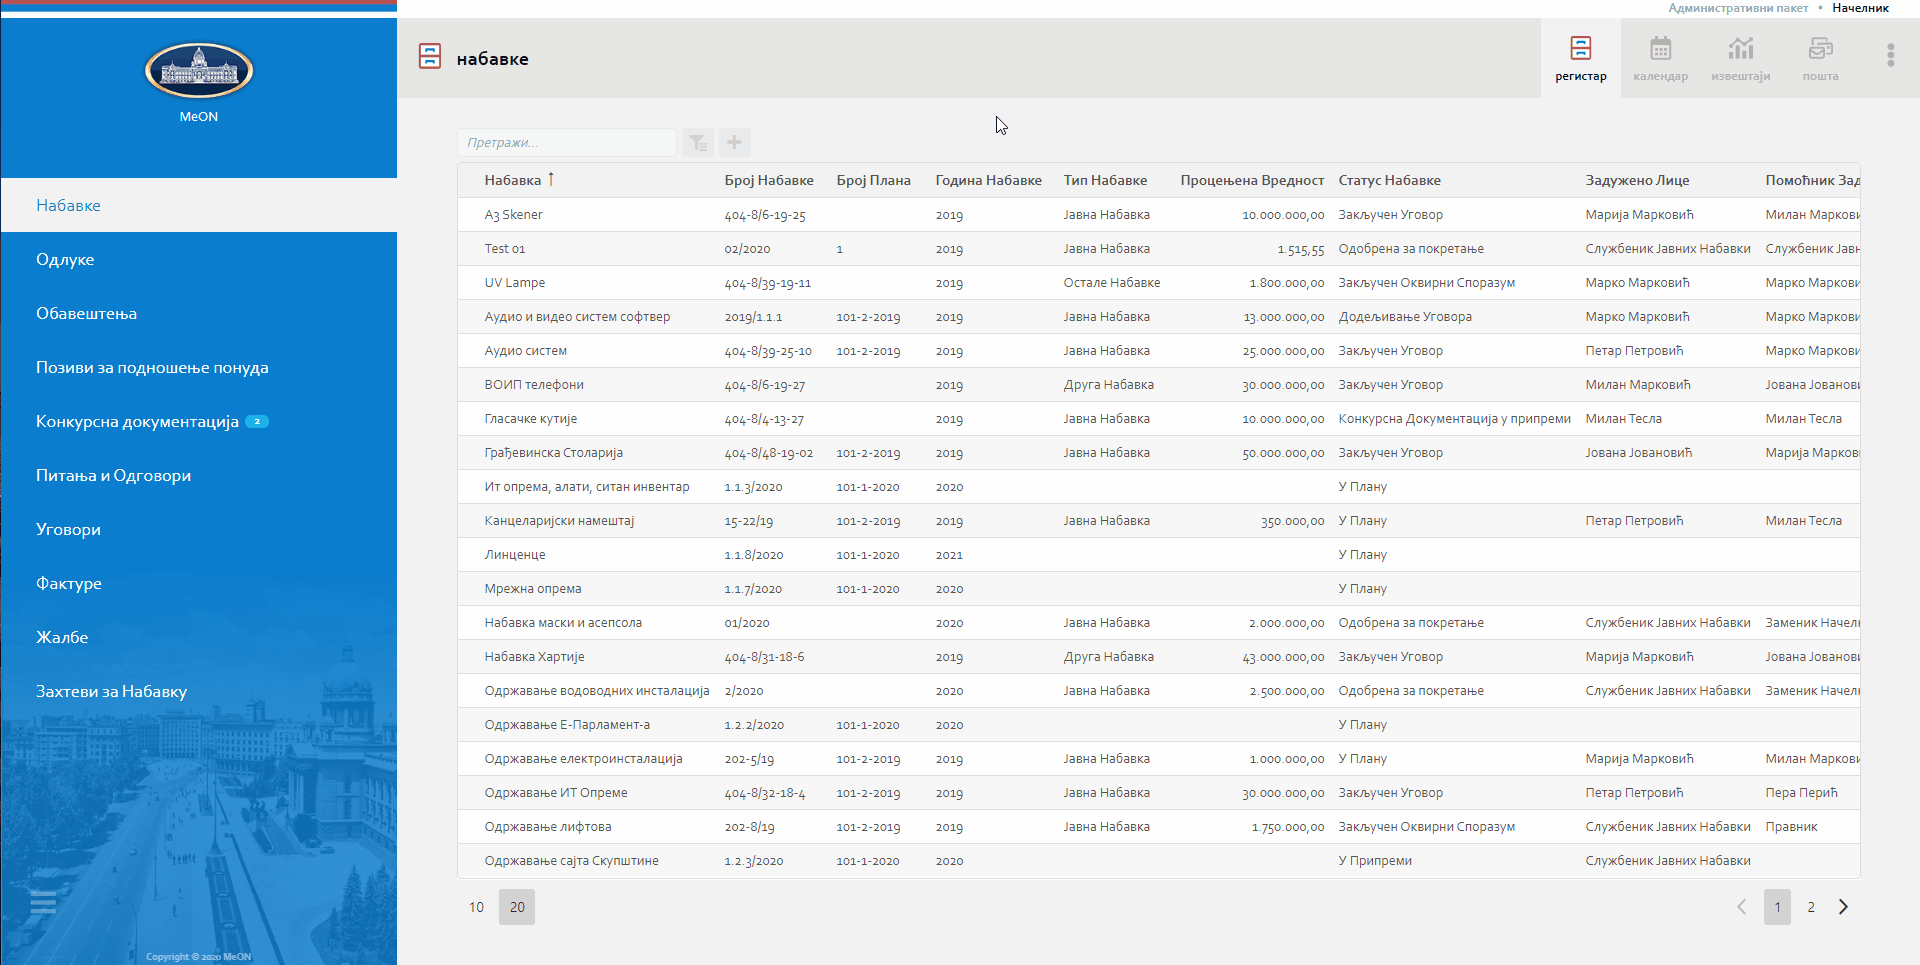 Административни пакет • Начелник
MeON
набавке
регистар
календар
извештаји
пошта
Набавке
Одлуке
Обавештења
Позиви за подношење понуда
Конкурсна документација 2
Питања и Одговори
Уговори
Фактуре
Жалбе
Захтеви за Набавку
Copyright © 2020 MeON
Претражи...
Набавка ↑ Број Набавке Број Плана Година Набавке Тип Набавке Процењена Вредност Статус Набавке Задужено Лице Помоћник Зад
A3 Skener 404-8/6-19-25 2019 Јавна Набавка 10.000.000,00 Закључен Уговор Марија Марковић Милан Маркови
Test 01 02/2020 1 2019 Јавна Набавка 1.515,55 Одобрена за покретање Службеник Јавних Набавки Службеник Јавн
UV Lampe 404-8/39-19-11 2019 Остале Набавке 1.800.000,00 Закључен Оквирни Споразум Марко Марковић Марко Маркови
Аудио и видео систем софтвер 2019/1.1.1 101-2-2019 2019 Јавна Набавка 13.000.000,00 Додељивање Уговора Марко Марковић Марко Маркови
Аудио систем 404-8/39-25-10 101-2-2019 2019 Јавна Набавка 25.000.000,00 Закључен Уговор Петар Петровић Марко Маркови
ВОИП телефони 404-8/6-19-27 2019 Друга Набавка 30.000.000,00 Закључен Уговор Милан Марковић Јована Јованови
Гласачке кутије 404-8/4-13-27 2019 Јавна Набавка 10.000.000,00 Конкурсна Документација у припреми Милан Тесла Милан Тесла
Грађевинска Столарија 404-8/48-19-02 101-2-2019 2019 Јавна Набавка 50.000.000,00 Закључен Уговор Јована Јовановић Марија Маркови
Ит опрема, алати, ситан инвентар 1.1.3/2020 101-1-2020 2020 У Плану
Канцеларијски намештај 15-22/19 101-2-2019 2019 Јавна Набавка 350.000,00 У Плану Петар Петровић Милан Тесла
Линценце 1.1.8/2020 101-1-2020 2021 У Плану
Мрежна опрема 1.1.7/2020 101-1-2020 2020 У Плану
Набавка маски и асепсола 01/2020 2020 Јавна Набавка 2.000.000,00 Одобрена за покретање Службеник Јавних Набавки Заменик Начелн
Набавка Хартије 404-8/31-18-6 2019 Друга Набавка 43.000.000,00 Закључен Уговор Марија Марковић Јована Јованови
Одржавање водоводних инсталација 2/2020 2020 Јавна Набавка 2.500.000,00 Одобрена за покретање Службеник Јавних Набавки Заменик Начелн
Одржавање Е-Парламент-а 1.2.2/2020 101-1-2020 2020 У Плану
Одржавање електроинсталација 202-5/19 101-2-2019 2019 Јавна Набавка 1.000.000,00 У Плану Марија Марковић Милан Маркови
Одржавање ИТ Опреме 404-8/32-18-4 101-2-2019 2019 Јавна Набавка 30.000.000,00 Закључен Уговор Петар Петровић Пера Перић
Одржавање лифтова 202-8/19 101-2-2019 2019 Јавна Набавка 1.750.000,00 Закључен Оквирни Споразум Службеник Јавних Набавки Правник
Одржавање сајта Скупштине 1.2.3/2020 101-1-2020 2020 У Припреми Службеник Јавних Набавки
10 20 1 2